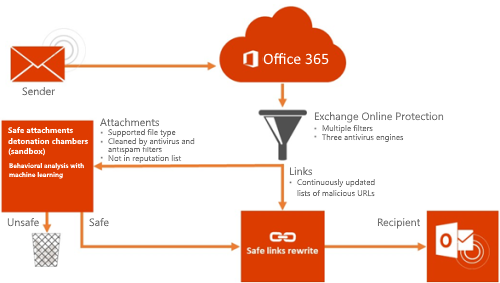 Office 365
Sender
Exchange Online Protection
• Multiple filters
• Three antivirus engines
Attachments
• Supported file type
• Cleaned by antivirus and
antispam filters
• Not in reputation list
Safe attachments
detonation chambers
(sandbox)
Behavioral analysis with
machine learning
Links
• Continuously updated
lists of malicious URLs
Unsafe
Safe
Safe links rewrite
Recipient